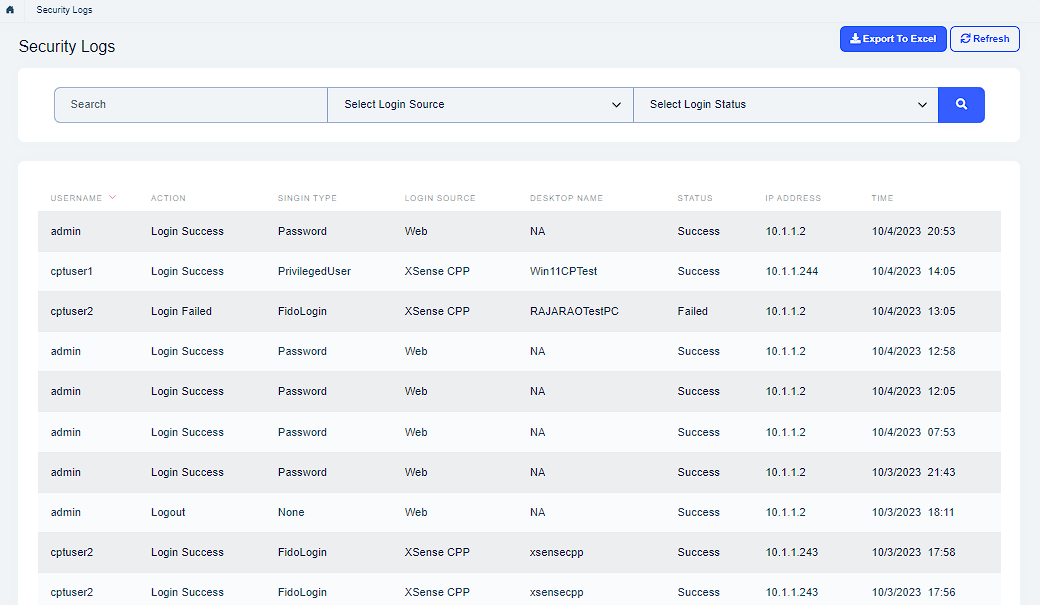 Security Logs
Security Logs
Export To Excel Refresh
Search Select Login Source Select Login Status
USERNAME ACTION SINGIN TYPE LOGIN SOURCE DESKTOP NAME STATUS IP ADDRESS TIME
admin Login Success Password Web NA Success 10.1.1.2 10/4/2023 20:53
cptuser1 Login Success PrivilegedUser XSense CPP Win11CPTest Success 10.1.1.244 10/4/2023 14:05
cptuser2 Login Failed FidoLogin XSense CPP RAJARAOTestPC Failed 10.1.1.2 10/4/2023 13:05
admin Login Success Password Web NA Success 10.1.1.2 10/4/2023 12:58
admin Login Success Password Web NA Success 10.1.1.2 10/4/2023 12:05
admin Login Success Password Web NA Success 10.1.1.2 10/4/2023 07:53
admin Login Success Password Web NA Success 10.1.1.2 10/3/2023 21:43
admin Logout None Web NA Success 10.1.1.2 10/3/2023 18:11
cptuser2 Login Success FidoLogin XSense CPP xsensecpp Success 10.1.1.243 10/3/2023 17:58
cptuser2 Login Success FidoLogin XSense CPP xsensecpp Success 10.1.1.243 10/3/2023 17:56